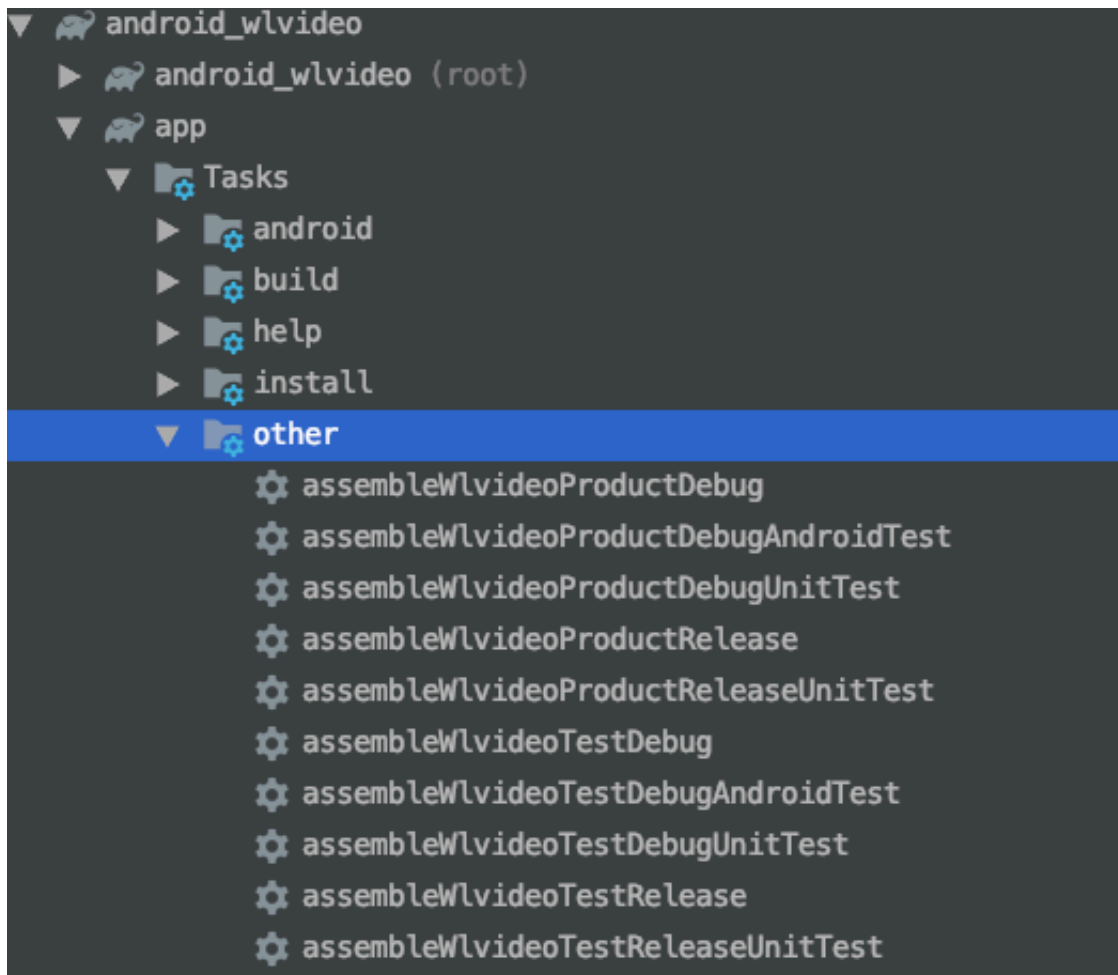 android_wlvideo
android_wlvideo (root)
app
Tasks
android
build
help
install
other
assembleWlvideoProductDebug
assembleWlvideoProductDebugAndroidTest
assembleWlvideoProductDebugUnitTest
assembleWlvideoProductRelease
assembleWlvideoProductReleaseUnitTest
assembleWlvideoTestDebug
assembleWlvideoTestDebugAndroidTest
assembleWlvideoTestDebugUnitTest
assembleWlvideoTestRelease
assembleWlvideoTestReleaseUnitTest